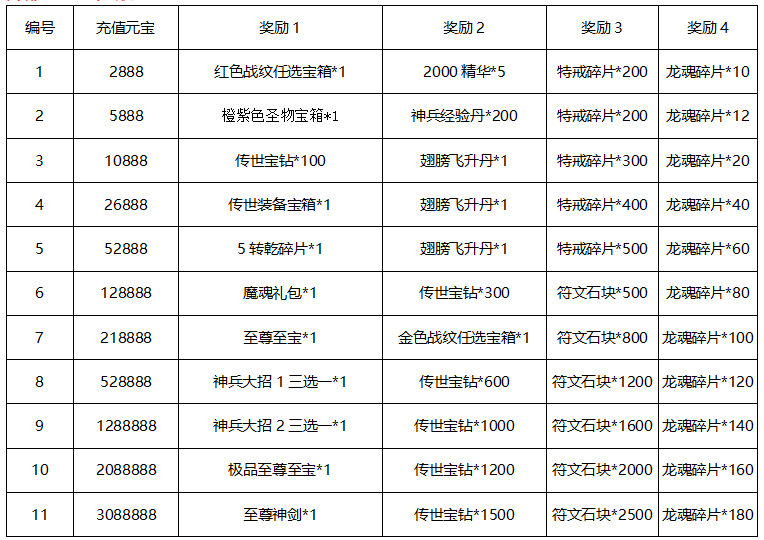 编号 充值元宝 奖励1 奖励2 奖励3 奖励4
1 2888 红色战纹任选宝箱*1 2000精华*5 特戒碎片*200 龙魂碎片*10
2 5888 橙紫色圣物宝箱*1 神兵经验丹*200 特戒碎片*200 龙魂碎片*12
3 10888 传世宝钻*100 翅膀飞升丹*1 特戒碎片*300 龙魂碎片*20
4 26888 传世装备宝箱*1 翅膀飞升丹*1 特戒碎片*400 龙魂碎片*40
5 52888 5转乾碎片*1 翅膀飞升丹*1 特戒碎片*500 龙魂碎片*60
6 128888 魔魂礼包*1 传世宝钻*300 符文石块*500 龙魂碎片*80
7 218888 至尊至宝*1 金色战纹任选宝箱*1 符文石块*800 龙魂碎片*100
8 528888 神兵大招1三选一*1 传世宝钻*600 符文石块*1200 龙魂碎片*120
9 1288888 神兵大招2三选一*1 传世宝钻*1000 符文石块*1600 龙魂碎片*140
10 2088888 极品至尊至宝*1 传世宝钻*1200 符文石块*2000 龙魂碎片*160
11 3088888 至尊神剑*1 传世宝钻*1500 符文石块*2500 龙魂碎片*180